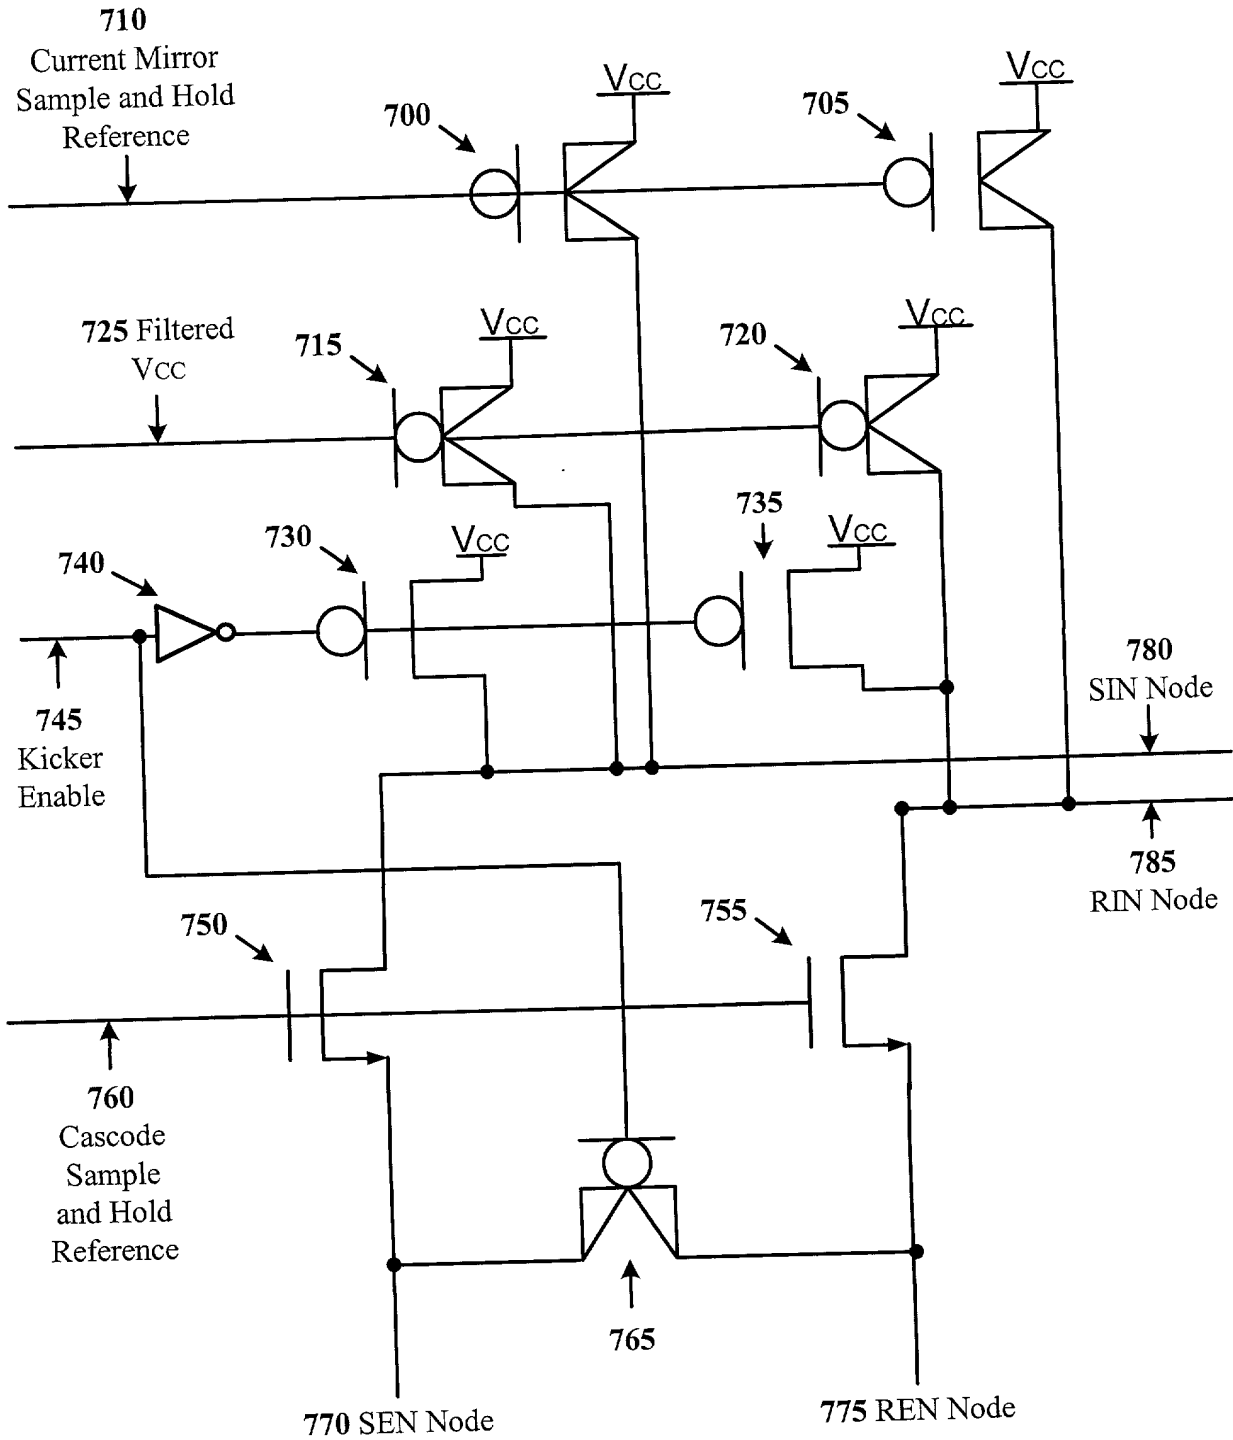 710
Current Mirror
Sample and Hold
Reference
700
VCC
705
VCC
725 Filtered
VCC
715
VCC
720
VCC
740
730
VCC
735
VCC
745
Kicker
Enable
780
SIN Node
785
RIN Node
750
755
760
Cascode
Sample
and Hold
Reference
765
770 SEN Node
775 REN Node